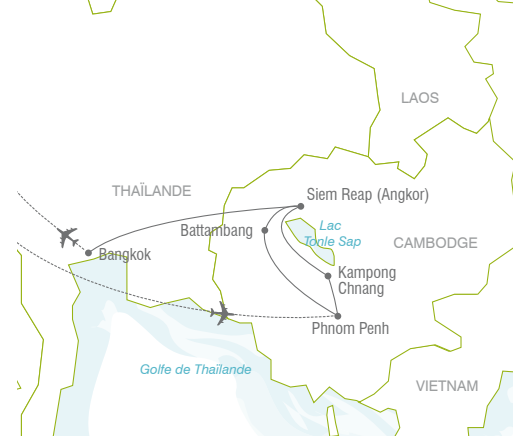 LAOS
THAÏLANDE
Siem Reap (Angkor)
Battambang
Lac
Tonle Sap
CAMBODGE
Bangkok
Kampong
Chnang
Phnom Penh
Golfe de Thaïlande
VIETNAM